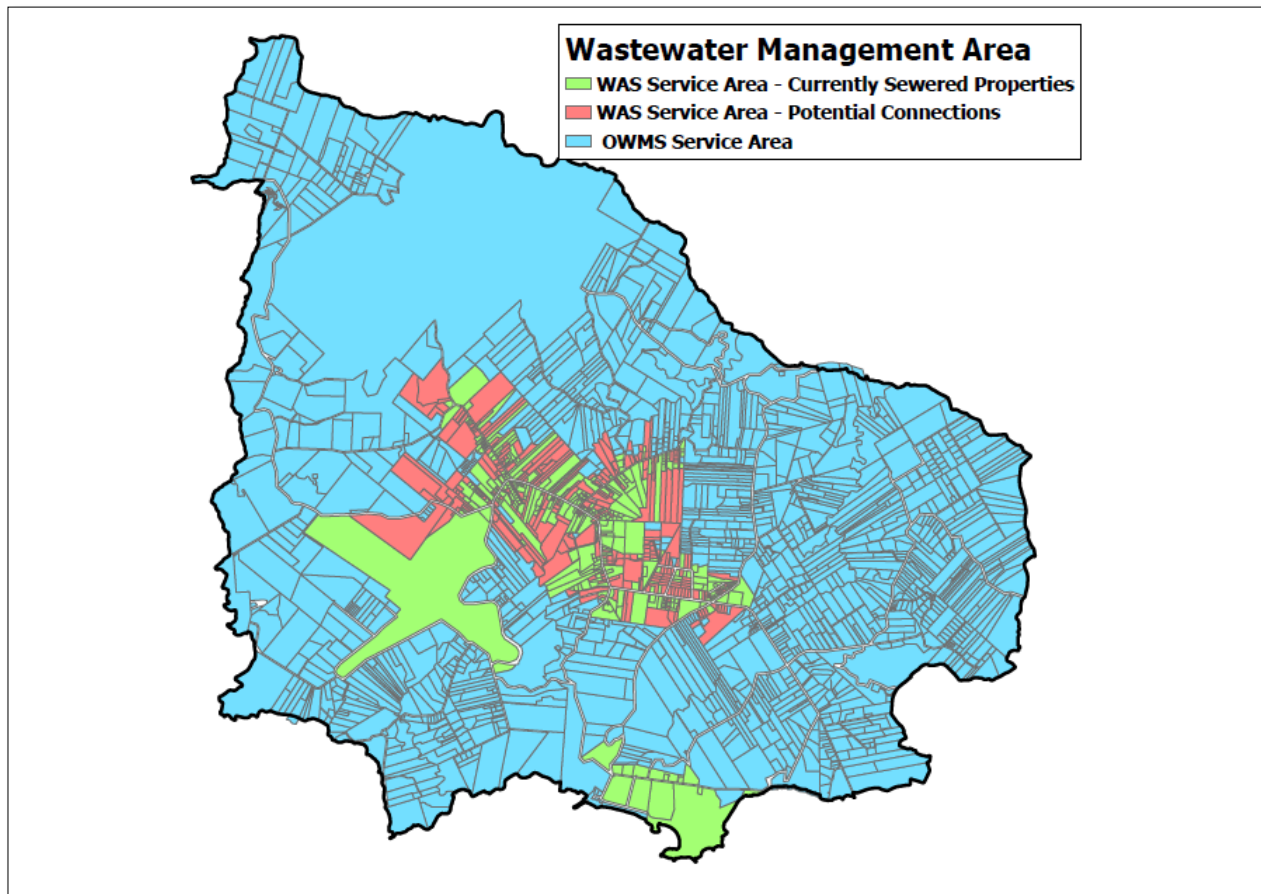 Wastewater Management Area
WAS Service Area - Currently Sewered Properties
WAS Service Area - Potential Connections
OWMS Service Area